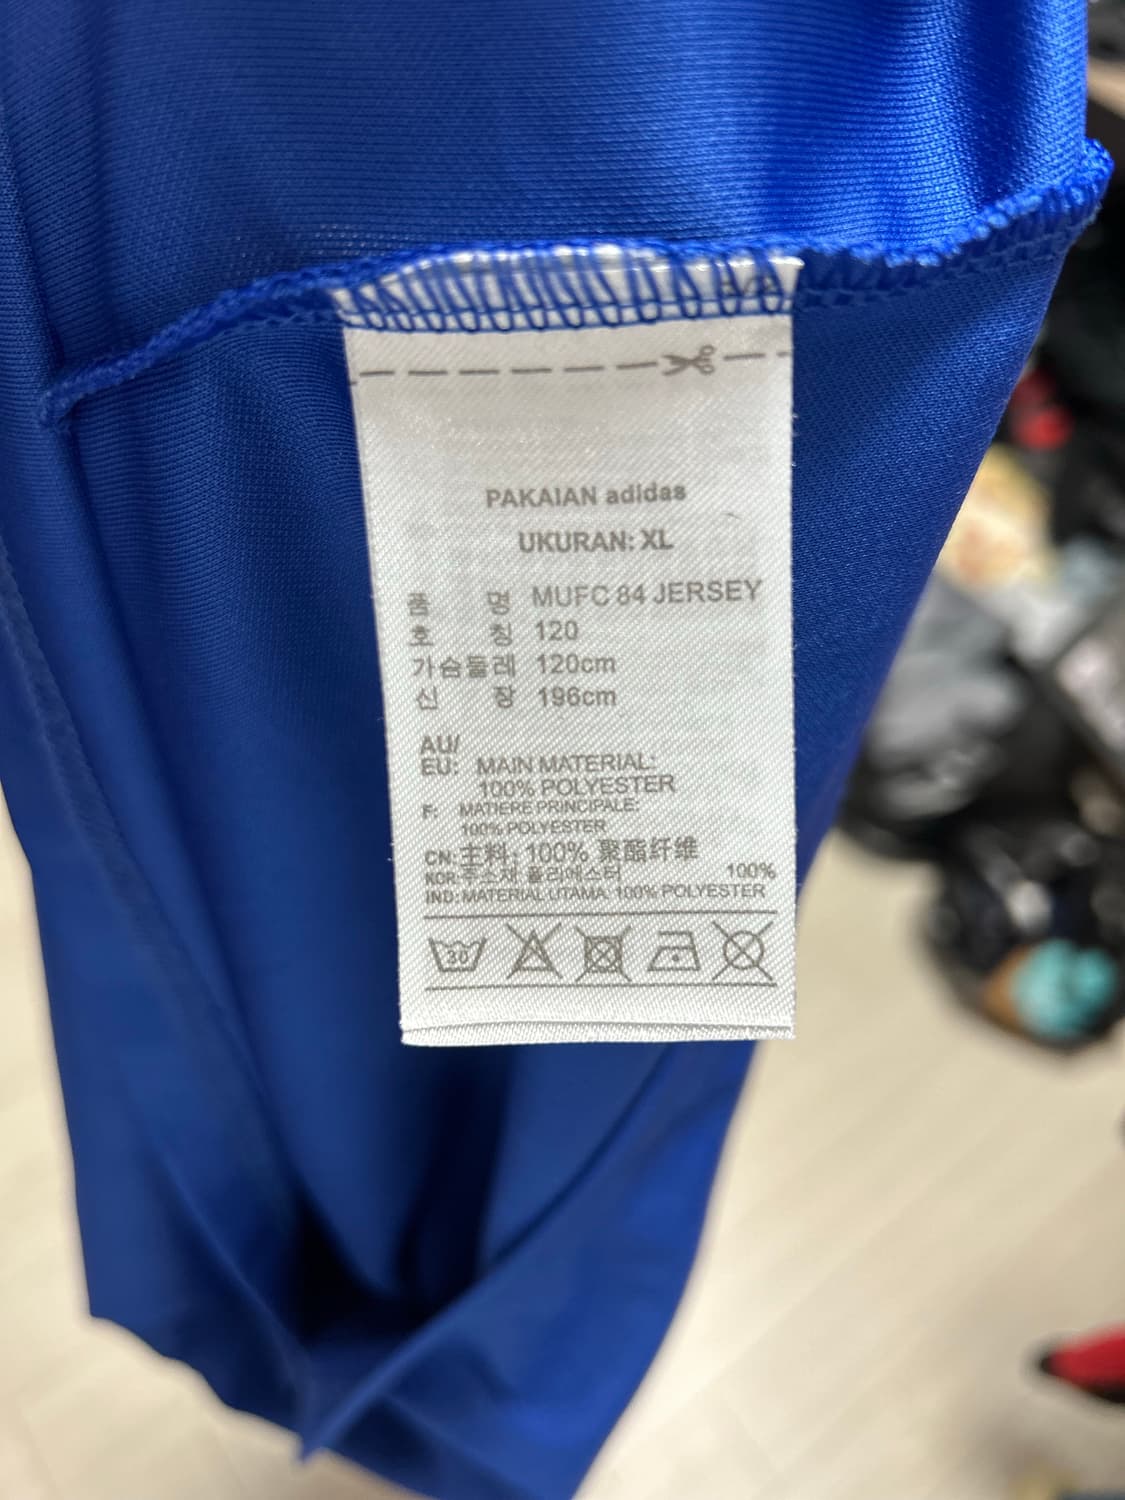 PAKAIAN adidas
UKURAN: XL
품 명 MUFC 84 JERSEY
호 칭 120
가슴둘레 120cm
신 장 196cm
AU/
EU: MAIN MATERIAL:
100% POLYESTER
F: MATIERE PRINCIPALE:
100% POLYESTER
CN: 主料: 100% 聚酯纤维
KOR: 주소재: 폴리에스터 100%
IND: MATERIAL UTAMA, 100% POLYESTER
30